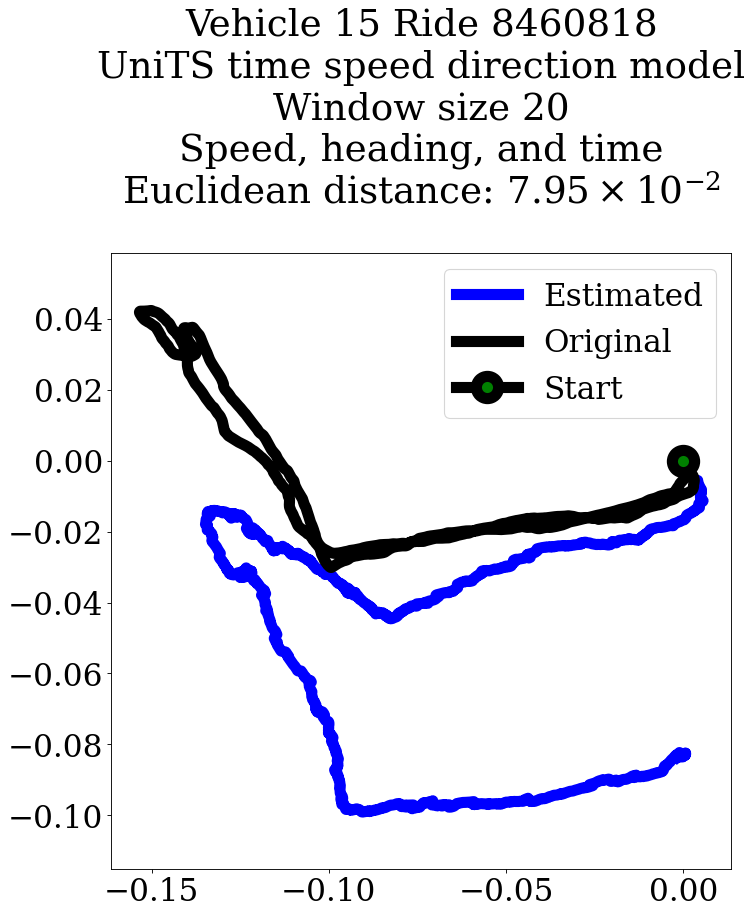 Vehicle 15 Ride 8460818
UniTS time speed direction model
Window size 20
Speed, heading, and time
Euclidean distance: 7.95 × 10⁻²
Estimated
Original
Start
0.04
0.02
0.00
−0.02
−0.04
−0.06
−0.08
−0.10
−0.15 −0.10 −0.05 0.00